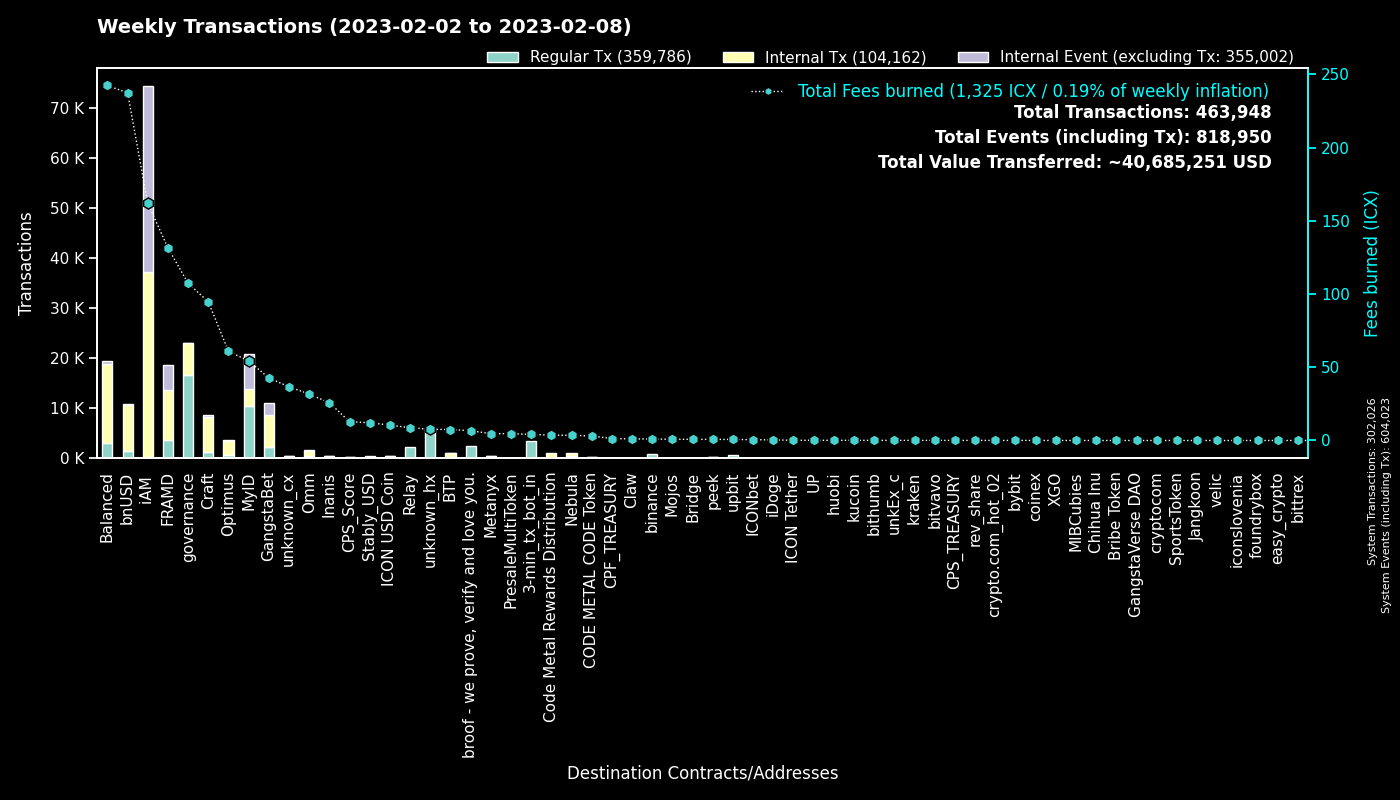 Weekly Transactions (2023-02-02 to 2023-02-08)
Regular Tx (359,786)
Internal Tx (104,162)
Internal Event (excluding Tx: 355,002)
Total Fees burned (1,325 ICX / 0.19% of weekly inflation)
Total Transactions: 463,948
Total Events (including Tx): 818,950
Total Value Transferred: ~40,685,251 USD
Transactions
70 K
60 K
50 K
40 K
30 K
20 K
10 K
0 K
250
200
150
100
50
0
Fees burned (ICX)
System Transactions: 302,026
System Events (including Tx): 604,023
Balanced
bnUSD
iAM
FRAMD
governance
Craft
Optimus
MyID
GangstaBet
unknown_cx
Omm
Inanis
CPS_Score
Stably_USD
ICON USD Coin
Relay
unknown_hx
BTP
broof - we prove, verify and love you.
Metanyx
PresaleMultiToken
3-min_tx_bot_in
Code Metal Rewards Distribution
Nebula
CODE METAL CODE Token
CPF_TREASURY
Claw
binance
Mojos
Bridge
peek
upbit
ICONbet
iDoge
ICON Tether
UP
huobi
kucoin
bithumb
unkEx_c
kraken
bitvavo
CPS_TREASURY
rev_share
crypto.com_hot_02
bybit
coinex
XGO
MIBCubies
Chihua Inu
Bribe Token
GangstaVerse DAO
cryptocom
SportsToken
Jangkoon
velic
iconslovenia
foundrybox
easy_crypto
bittrex
Destination Contracts/Addresses